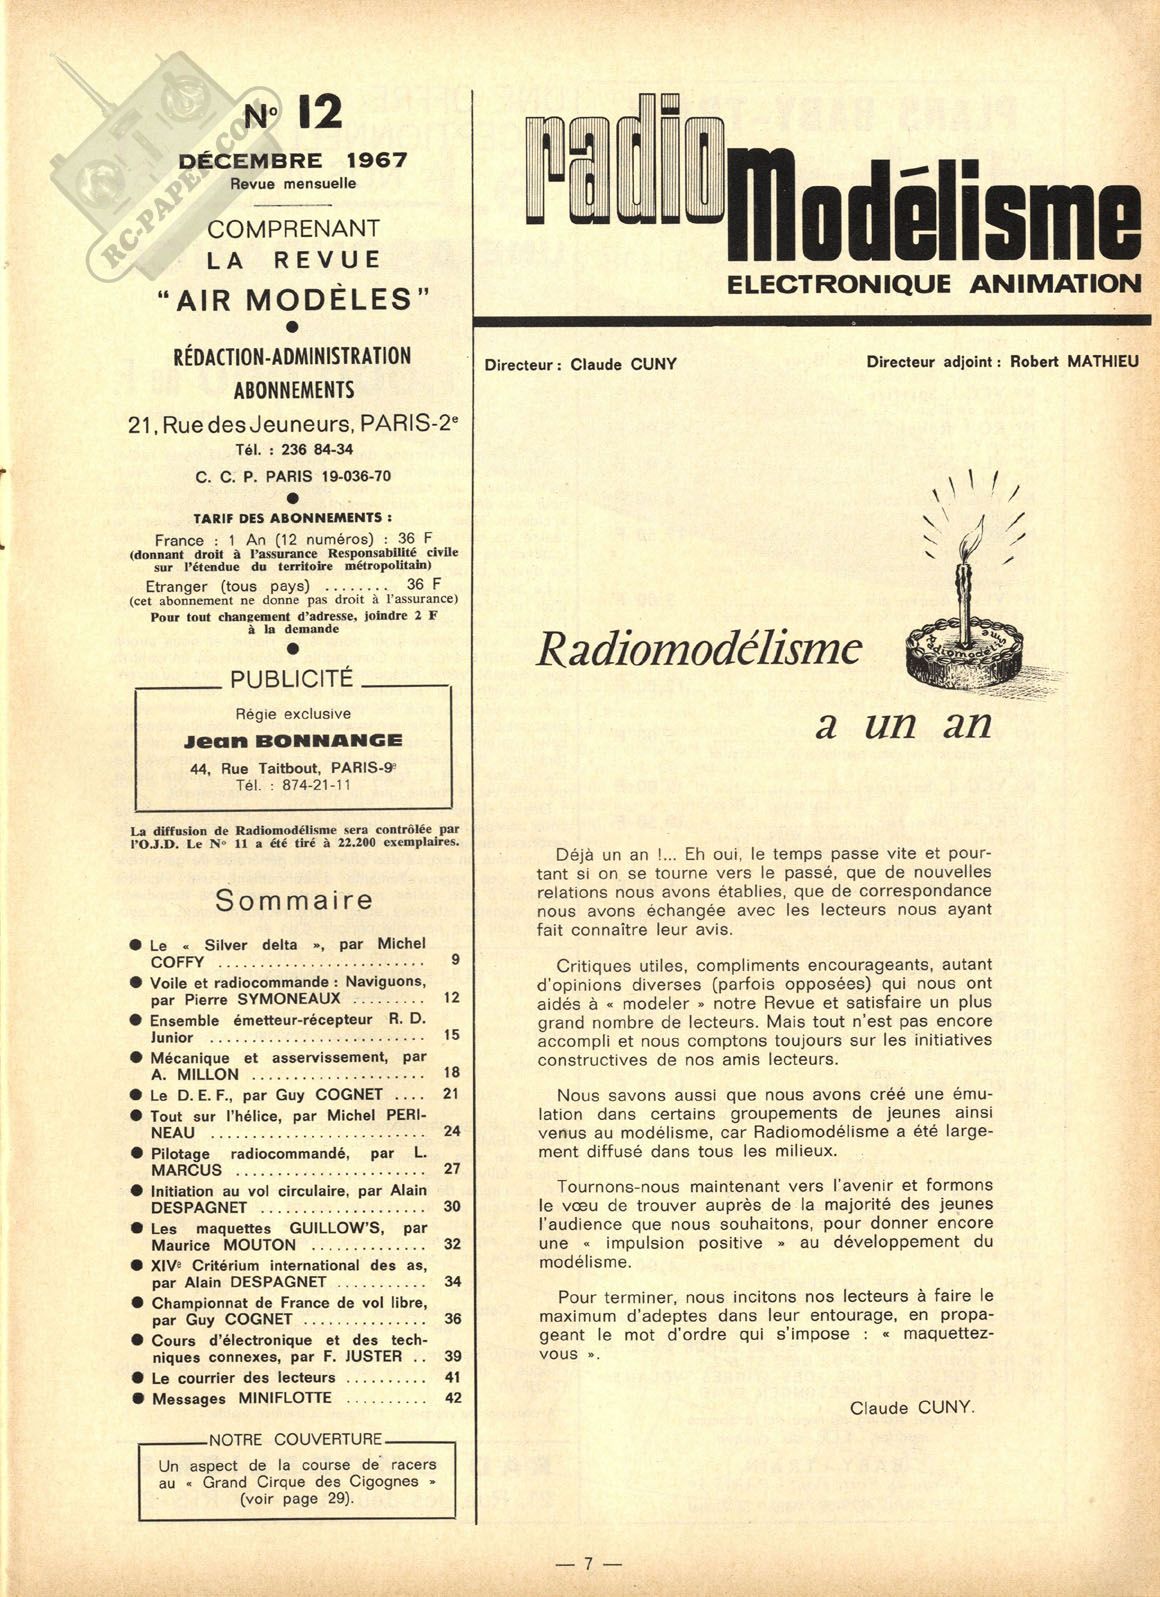 RC-PAPER.COM
N° 12
DÉCEMBRE 1967
Revue mensuelle
COMPRENANT
LA REVUE
“AIR MODÈLES”
RÉDACTION-ADMINISTRATION
ABONNEMENTS
21, Rue des Jeuneurs, PARIS-2e
Tél. : 236 84-34
C. C. P. PARIS 19-036-70
TARIF DES ABONNEMENTS :
France : 1 An (12 numéros) : 36 F
(donnant droit à l'assurance Responsabilité civile
sur l'étendue du territoire métropolitain)
Etranger (tous pays) ........ 36 F
(cet abonnement ne donne pas droit à l'assurance)
Pour tout changement d'adresse, joindre 2 F
à la demande
PUBLICITÉ
Régie exclusive
Jean BONNANGE
44, Rue Taitbout, PARIS-9e
Tél. : 874-21-11
La diffusion de Radiomodélisme sera contrôlée par
l'O.J.D. Le N° 11 a été tiré à 22.200 exemplaires.
Sommaire
● Le « Silver delta », par Michel
COFFY .......................... 9
● Voile et radiocommande : Naviguons,
par Pierre SYMONEAUX ......... 12
● Ensemble émetteur-récepteur R. D.
Junior .......................... 15
● Mécanique et asservissement, par
A. MILLON ..................... 18
● Le D. E. F., par Guy COGNET .... 21
● Tout sur l'hélice, par Michel PERI-
NEAU .......................... 24
● Pilotage radiocommandé, par L.
MARCUS ....................... 27
● Initiation au vol circulaire, par Alain
DESPAGNET .................... 30
● Les maquettes GUILLOW'S, par
Maurice MOUTON .............. 32
● XIVe Critérium international des as,
par Alain DESPAGNET ........... 34
● Championnat de France de vol libre,
par Guy COGNET ............... 36
● Cours d'électronique et des tech-
niques connexes, par F. JUSTER .. 39
● Le courrier des lecteurs .......... 41
● Messages MINIFLOTTE .......... 42
NOTRE COUVERTURE
Un aspect de la course de racers
au « Grand Cirque des Cigognes »
(voir page 29).
radio
Modélisme
ELECTRONIQUE ANIMATION
Directeur : Claude CUNY
Directeur adjoint : Robert MATHIEU
Radiomodélisme
Radiomodélisme
a un an
Déjà un an !... Eh oui, le temps passe vite et pour-
tant si on se tourne vers le passé, que de nouvelles
relations nous avons établies, que de correspondance
nous avons échangée avec les lecteurs nous ayant
fait connaître leur avis.
Critiques utiles, compliments encourageants, autant
d'opinions diverses (parfois opposées) qui nous ont
aidés à « modeler » notre Revue et satisfaire un plus
grand nombre de lecteurs. Mais tout n'est pas encore
accompli et nous comptons toujours sur les initiatives
constructives de nos amis lecteurs.
Nous savons aussi que nous avons créé une ému-
lation dans certains groupements de jeunes ainsi
venus au modélisme, car Radiomodélisme a été large-
ment diffusé dans tous les milieux.
Tournons-nous maintenant vers l'avenir et formons
le vœu de trouver auprès de la majorité des jeunes
l'audience que nous souhaitons, pour donner encore
une « impulsion positive » au développement du
modélisme.
Pour terminer, nous incitons nos lecteurs à faire le
maximum d'adeptes dans leur entourage, en propa-
geant le mot d'ordre qui s'impose : « maquettez-
vous ».
Claude CUNY.
— 7 —